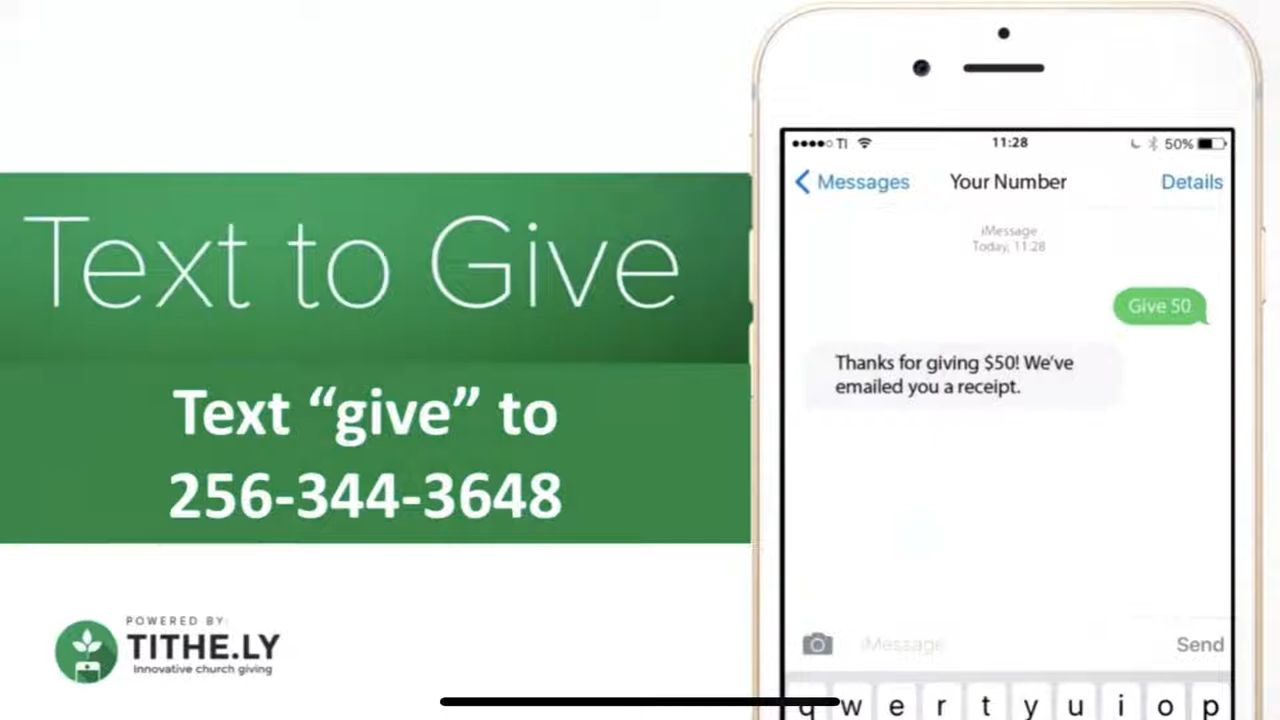 Text to Give
Text “give” to
256-344-3648
POWERED BY:
TITHE.LY
Innovative church giving
TI
11:28
50%
Messages
Your Number
Details
iMessage
Today, 11:28
Give 50
Thanks for giving $50! We’ve
emailed you a receipt.
iMessage
Send
q w e r t y u i o p